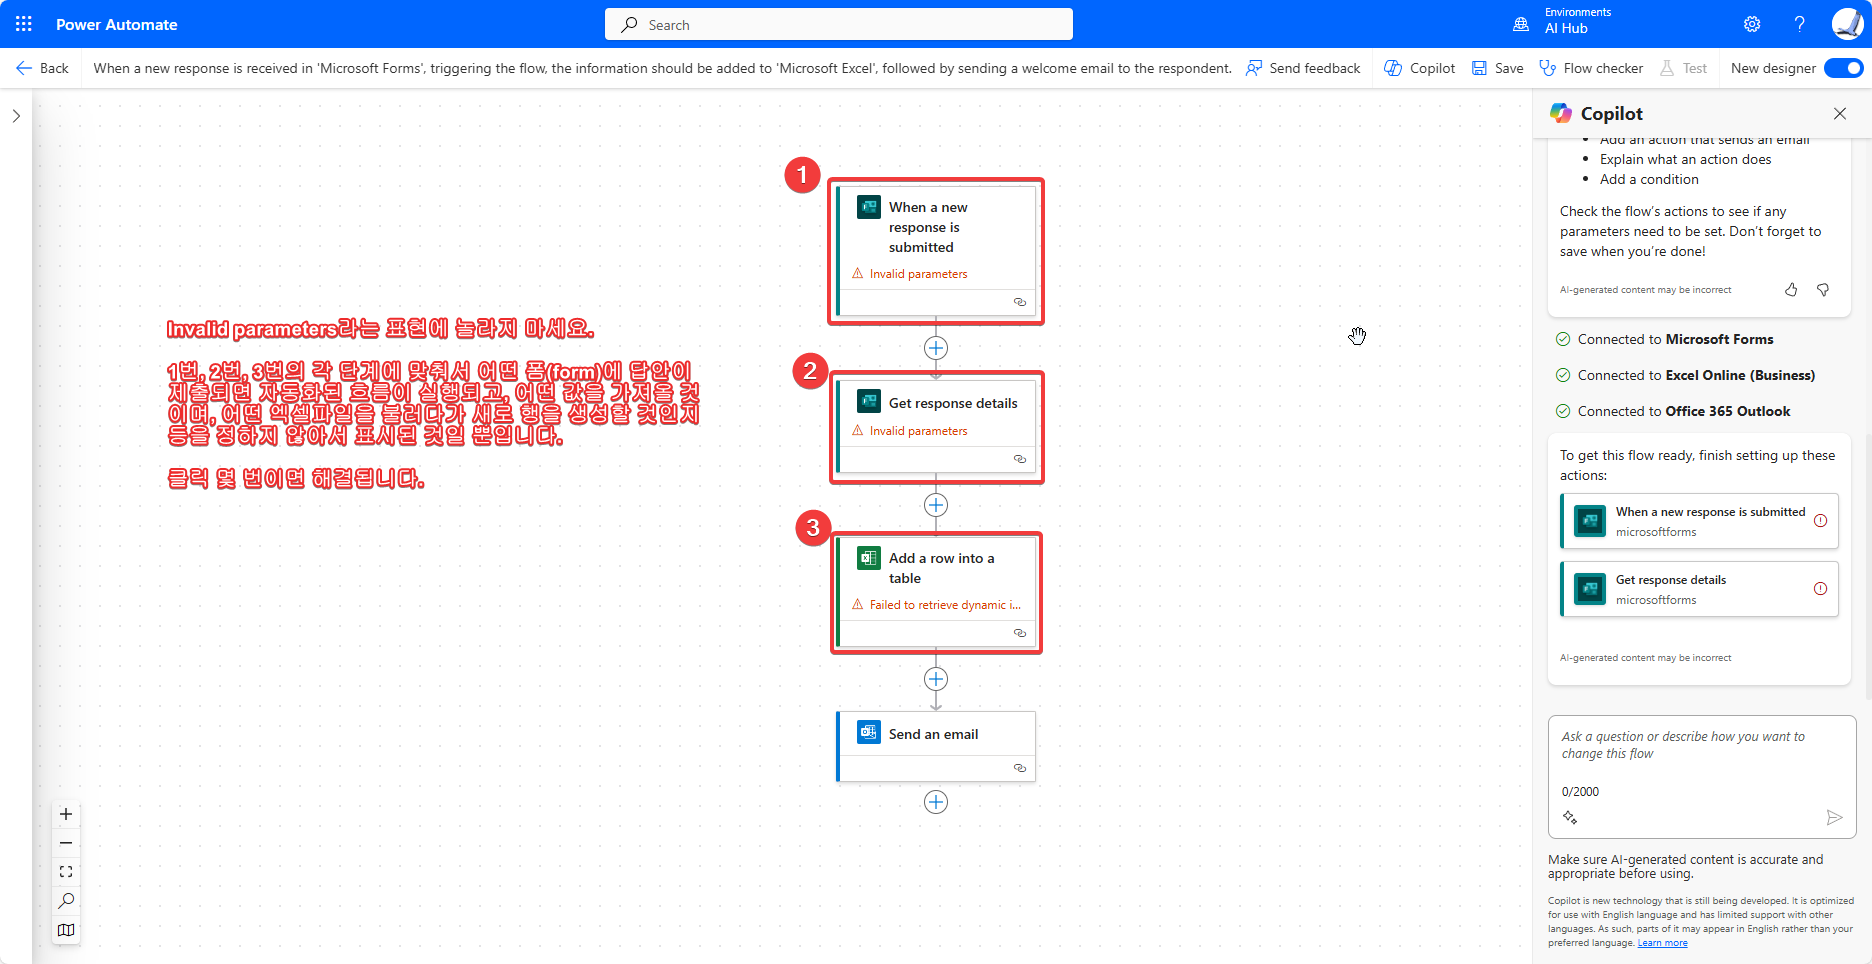 Power Automate
Search
Environments
AI Hub
Back
When a new response is received in 'Microsoft Forms', triggering the flow, the information should be added to 'Microsoft Excel', followed by sending a welcome email to the respondent.
Send feedback
Copilot
Save
Flow checker
Test
New designer
1
When a new
response is
submitted
Invalid parameters
2
Get response details
Invalid parameters
3
Add a row into a
table
Failed to retrieve dynamic i...
Send an email
Invalid parameters라는 표현에 놀라지 마세요.
1번, 2번, 3번의 각 단계에 맞춰서 어떤 폼(form)에 답안이
제출되면 자동화된 흐름이 실행되고, 어떤 값을 가져올 것
이며, 어떤 엑셀파일을 불러다가 새로 행을 생성할 것인지
등을 정하지 않아서 표시된 것일 뿐입니다.
클릭 몇 번이면 해결됩니다.
Copilot
Add an action that sends an email
Explain what an action does
Add a condition
Check the flow's actions to see if any
parameters need to be set. Don't forget to
save when you're done!
AI-generated content may be incorrect
Connected to Microsoft Forms
Connected to Excel Online (Business)
Connected to Office 365 Outlook
To get this flow ready, finish setting up these
actions:
When a new response is submitted
microsoftforms
Get response details
microsoftforms
AI-generated content may be incorrect
Ask a question or describe how you want to
change this flow
0/2000
Make sure AI-generated content is accurate and
appropriate before using.
Copilot is new technology that is still being developed. It is optimized
for use with English language and has limited support with other
languages. As such, parts of it may appear in English rather than your
preferred language. Learn more